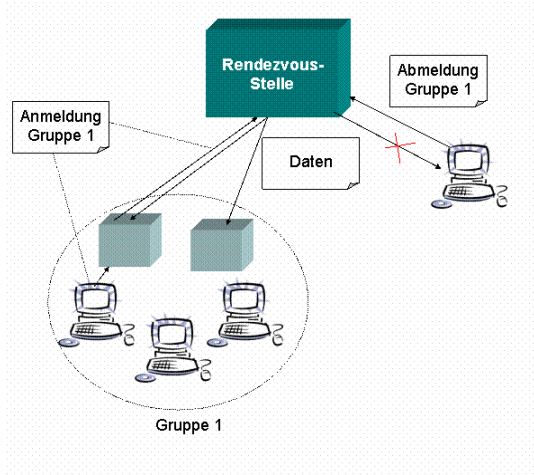 Rendezvous-
Stelle
Abmeldung
Gruppe 1
Anmeldung
Gruppe 1
Daten
Gruppe 1